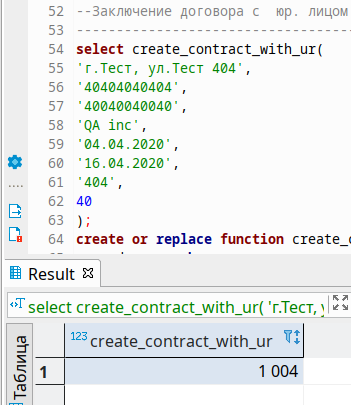 52 --Заключение договора с юр. лицом
53 -----------------------------------
54 select create_contract_with_ur(
55 'г.Тест, ул.Тест 404',
56 '40404040404',
57 '40040040040',
58 'QA inc',
59 '04.04.2020',
60 '16.04.2020',
61 '404',
62 40
63 );
64 create or replace function create_c
Result
select create_contract_with_ur( 'г.Тест, у
Таблица
123 create_contract_with_ur
1 1 004